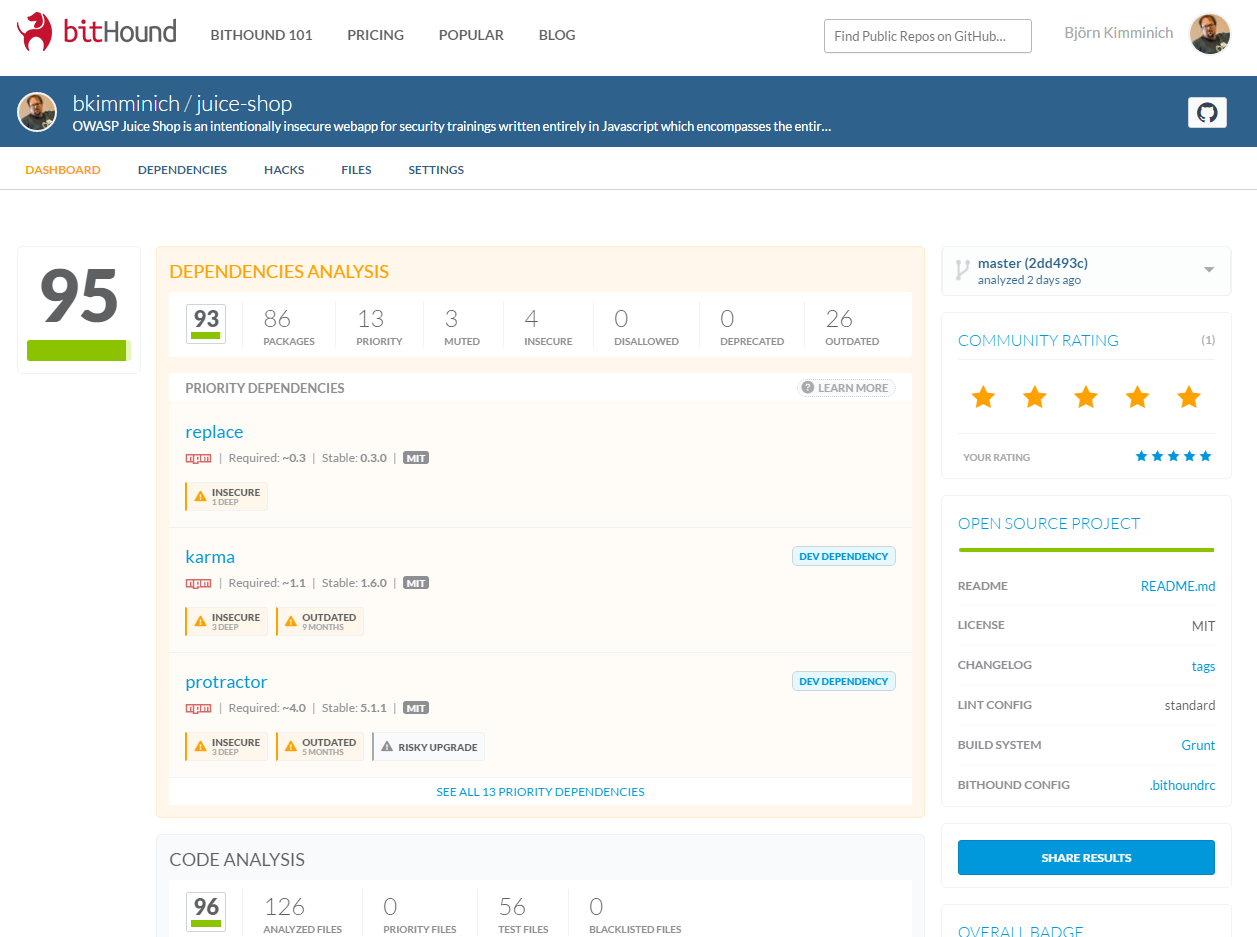 bitHound BITHOUND 101 PRICING POPULAR BLOG Find Public Repos on GitHub... Björn Kimminich
bkimminich / juice-shop
OWASP Juice Shop is an intentionally insecure webapp for security trainings written entirely in Javascript which encompasses the entir...
DASHBOARD DEPENDENCIES HACKS FILES SETTINGS
95
DEPENDENCIES ANALYSIS
93 86 13 3 4 0 0 26
PACKAGES PRIORITY MUTED INSECURE DISALLOWED DEPRECATED OUTDATED
PRIORITY DEPENDENCIES ? LEARN MORE
replace
npm | Required: ~0.3 | Stable: 0.3.0 | MIT
INSECURE
1 DEEP
karma DEV DEPENDENCY
npm | Required: ~1.1 | Stable: 1.6.0 | MIT
INSECURE OUTDATED
3 DEEP 9 MONTHS
protractor DEV DEPENDENCY
npm | Required: ~4.0 | Stable: 5.1.1 | MIT
INSECURE OUTDATED RISKY UPGRADE
3 DEEP 5 MONTHS
SEE ALL 13 PRIORITY DEPENDENCIES
CODE ANALYSIS
96 126 0 56 0
ANALYZED FILES PRIORITY FILES TEST FILES BLACKLISTED FILES
master (2dd493c)
analyzed 2 days ago
COMMUNITY RATING (1)
YOUR RATING
OPEN SOURCE PROJECT
README README.md
LICENSE MIT
CHANGELOG tags
LINT CONFIG standard
BUILD SYSTEM Grunt
BITHOUND CONFIG .bithoundrc
SHARE RESULTS
OVERALL BADGE